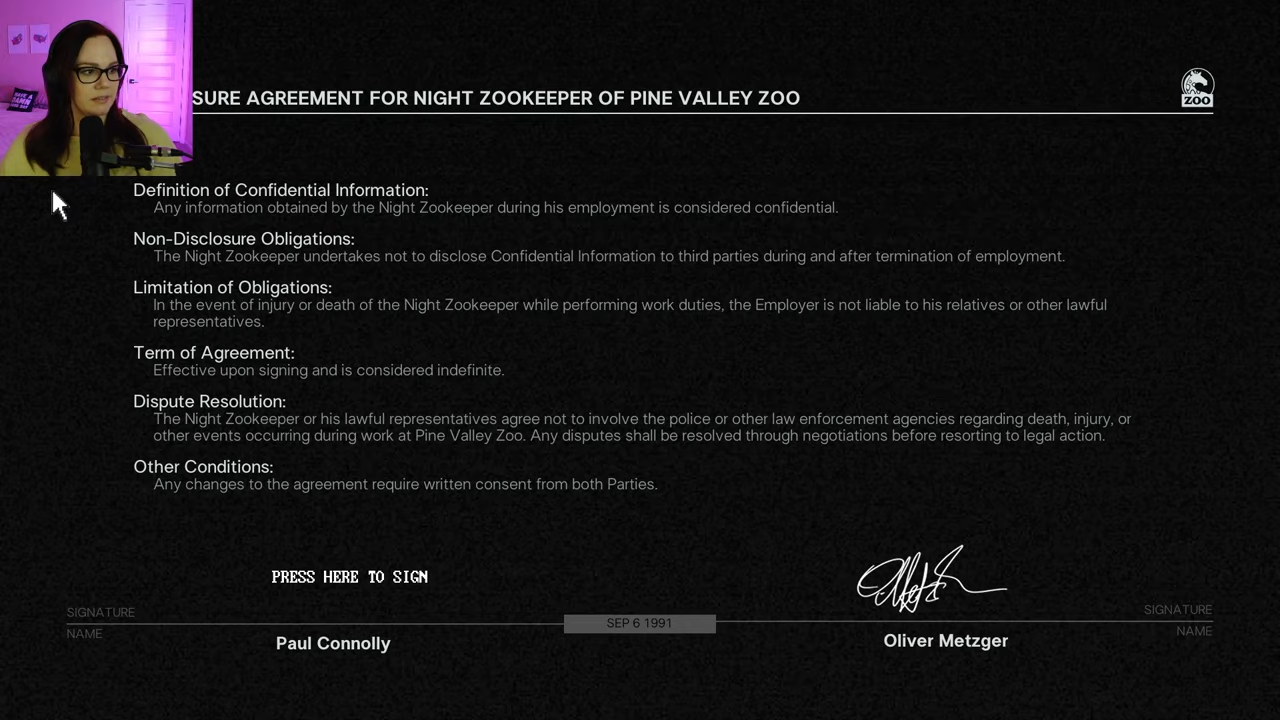 SURE AGREEMENT FOR NIGHT ZOOKEEPER OF PINE VALLEY ZOO
ZOO
Definition of Confidential Information:
Any information obtained by the Night Zookeeper during his employment is considered confidential.
Non-Disclosure Obligations:
The Night Zookeeper undertakes not to disclose Confidential Information to third parties during and after termination of employment.
Limitation of Obligations:
In the event of injury or death of the Night Zookeeper while performing work duties, the Employer is not liable to his relatives or other lawful
representatives.
Term of Agreement:
Effective upon signing and is considered indefinite.
Dispute Resolution:
The Night Zookeeper or his lawful representatives agree not to involve the police or other law enforcement agencies regarding death, injury, or
other events occurring during work at Pine Valley Zoo. Any disputes shall be resolved through negotiations before resorting to legal action.
Other Conditions:
Any changes to the agreement require written consent from both Parties.
PRESS HERE TO SIGN
SIGNATURE
SIGNATURE
SEP 6 1991
NAME
NAME
Paul Connolly
Oliver Metzger